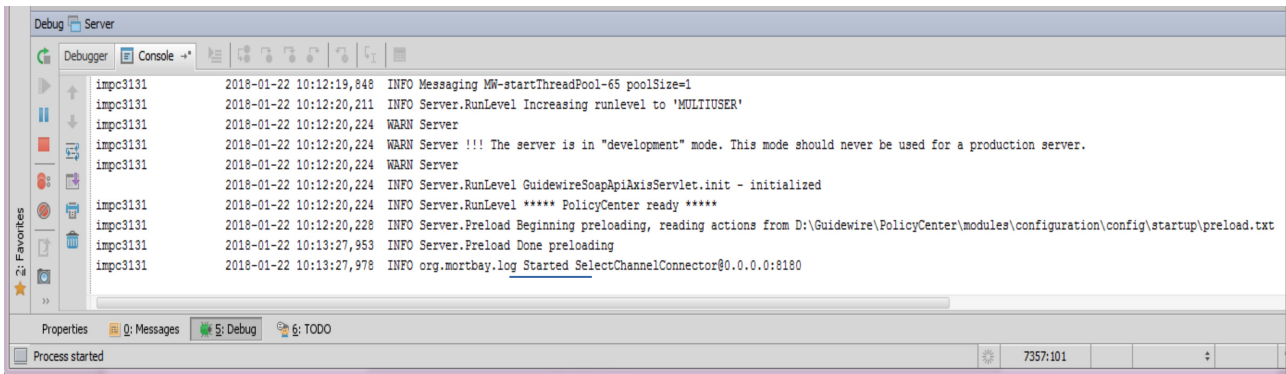 Debug Server
Debugger Console
impc3131 2018-01-22 10:12:19,848 INFO Messaging MW-startThreadPool-65 poolSize=1
impc3131 2018-01-22 10:12:20,211 INFO Server.RunLevel Increasing runlevel to 'MULTIUSER'
impc3131 2018-01-22 10:12:20,224 WARN Server
impc3131 2018-01-22 10:12:20,224 WARN Server !!! The server is in "development" mode. This mode should never be used for a production server.
impc3131 2018-01-22 10:12:20,224 WARN Server
2018-01-22 10:12:20,224 INFO Server.RunLevel GuidewireSoapApiAxisServlet.init - initialized
impc3131 2018-01-22 10:12:20,224 INFO Server.RunLevel ***** PolicyCenter ready *****
impc3131 2018-01-22 10:12:20,228 INFO Server.Preload Beginning preloading, reading actions from D:\Guidewire\PolicyCenter\modules\configuration\config\startup\preload.txt
impc3131 2018-01-22 10:13:27,953 INFO Server.Preload Done preloading
impc3131 2018-01-22 10:13:27,978 INFO org.mortbay.log Started SelectChannelConnector@0.0.0.0:8180
2: Favorites
Properties 0: Messages 5: Debug 6: TODO
Process started 7357:101